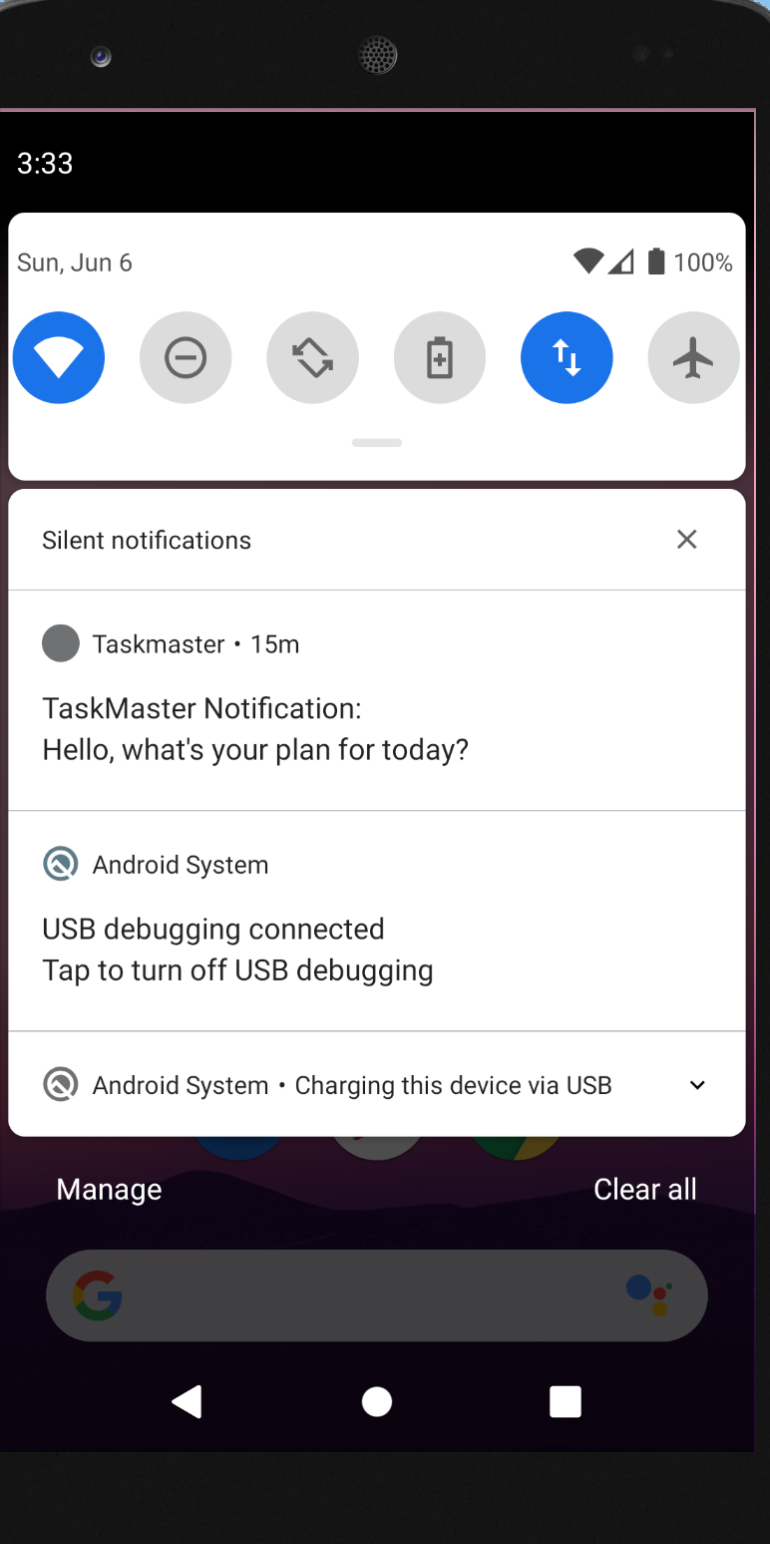 3:33
Sun, Jun 6 100%
Silent notifications
Taskmaster • 15m
TaskMaster Notification:
Hello, what's your plan for today?
Android System
USB debugging connected
Tap to turn off USB debugging
Android System • Charging this device via USB
Manage Clear all